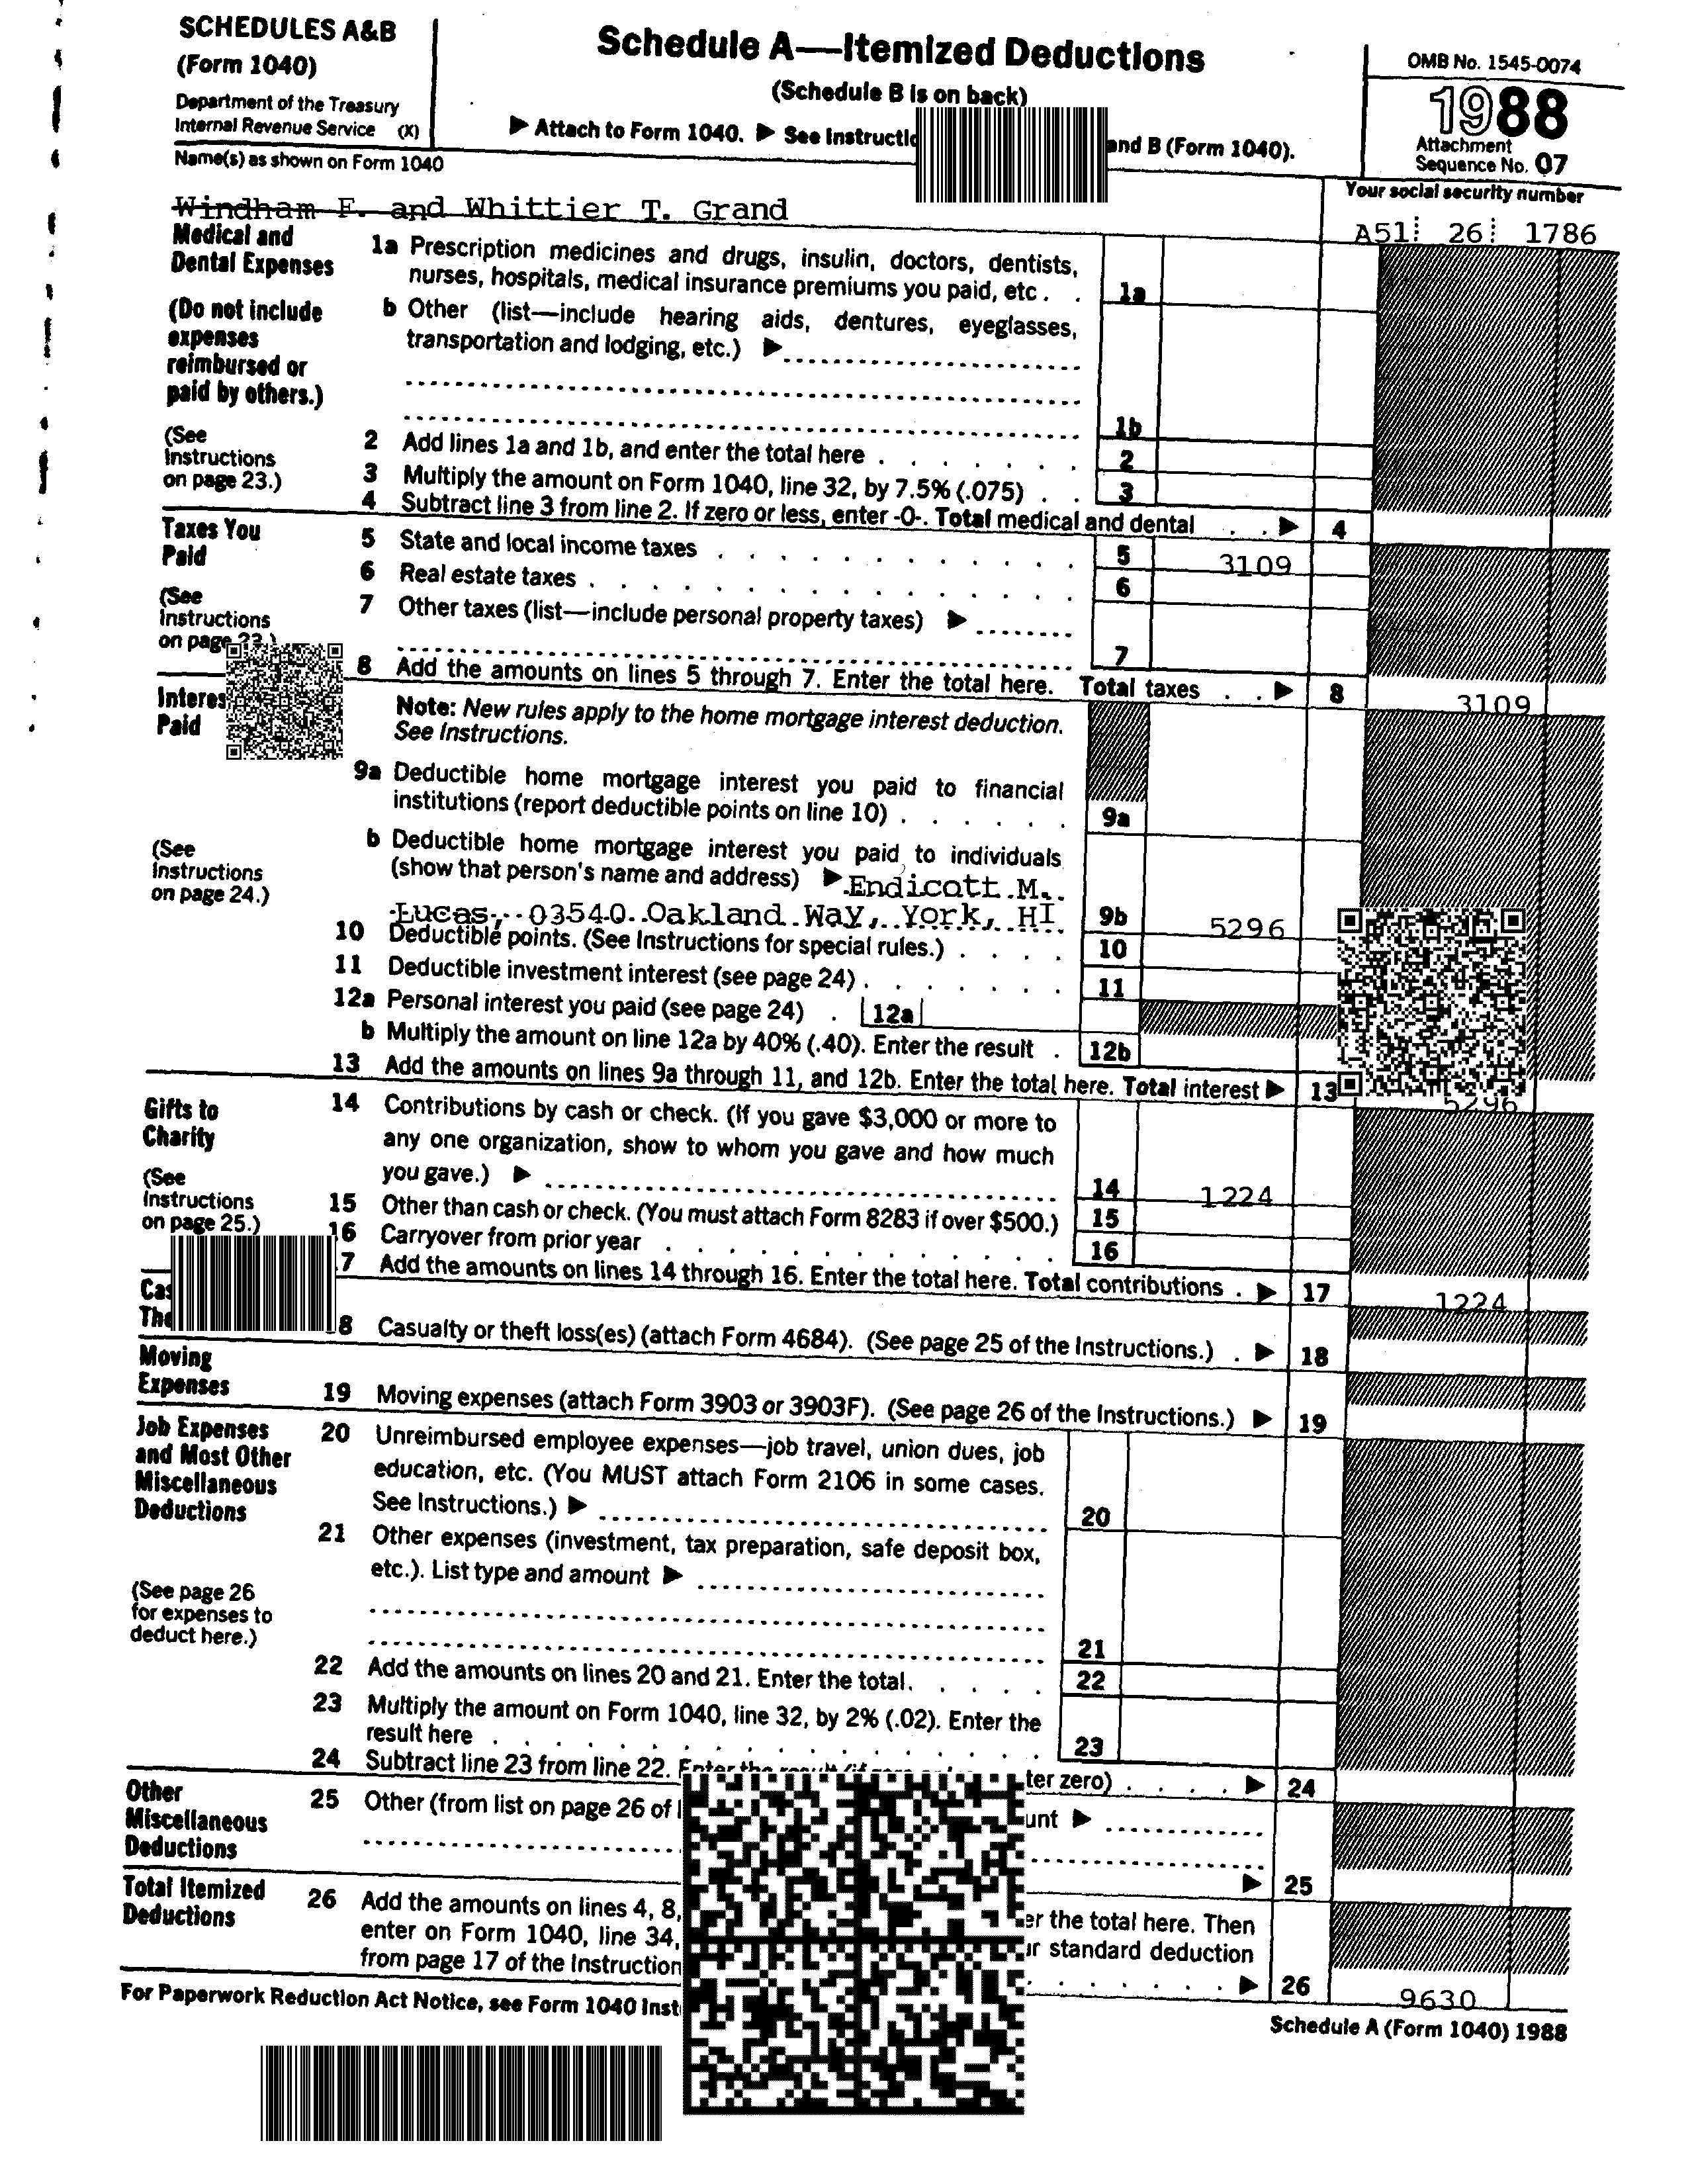 SCHEDULES A&B
(Form 1040)
Department of the Treasury
Internal Revenue Service (X)
Schedule A—Itemized Deductions
(Schedule B is on back)
▶ Attach to Form 1040. ▶ See and B (Form 1040).
OMB No. 1545-0074
1988
Attachment
Sequence No. 07
Name(s) as shown on Form 1040
Your social security number
Windham F. and Whittier T. Grand
A51 26 1786
Medical and
Dental Expenses
(Do not include
expenses
reimbursed or
paid by others.)
(See
Instructions
on page 23.)
1a Prescription medicines and drugs, insulin, doctors, dentists,
nurses, hospitals, medical insurance premiums you paid, etc . . 1a
b Other (list—include hearing aids, dentures, eyeglasses,
transportation and lodging, etc.) ▶
1b
2 Add lines 1a and 1b, and enter the total here . . . . . . . 2
3 Multiply the amount on Form 1040, line 32, by 7.5% (.075) . . 3
4 Subtract line 3 from line 2. If zero or less, enter -0-. Total medical and dental . . ▶ 4
Taxes You
Paid
(See
Instructions
on page 23.)
5 State and local income taxes . . . . . . . . . . . . 5 3109
6 Real estate taxes . . . . . . . . . . . . . . . . 6
7 Other taxes (list—include personal property taxes) ▶
7
8 Add the amounts on lines 5 through 7. Enter the total here. Total taxes . . ▶ 8 3109
Paid
(See
Instructions
on page 24.)
Note: New rules apply to the home mortgage interest deduction.
See Instructions.
9a Deductible home mortgage interest you paid to financial
institutions (report deductible points on line 10) . . . . . . 9a
b Deductible home mortgage interest you paid to individuals
(show that person's name and address) ▶ Endicott M.
Lucas, 03540 Oakland Way, York, HI 9b 5296
10 Deductible points. (See Instructions for special rules.) . . . . 10
11 Deductible investment interest (see page 24) . . . . . . . 11
12a Personal interest you paid (see page 24) . 12a
b Multiply the amount on line 12a by 40% (.40). Enter the result . 12b
13 Add the amounts on lines 9a through 11, and 12b. Enter the total here. Total interest ▶ 13 5296
Gifts to
Charity
(See
Instructions
on page 25.)
14 Contributions by cash or check. (If you gave $3,000 or more to
any one organization, show to whom you gave and how much
you gave.) ▶ 14 1224
15 Other than cash or check. (You must attach Form 8283 if over $500.) 15
16 Carryover from prior year . . . . . . . . . . . . . 16
7 Add the amounts on lines 14 through 16. Enter the total here. Total contributions . ▶ 17 1224
8 Casualty or theft loss(es) (attach Form 4684). (See page 25 of the Instructions.) . ▶ 18
Moving
Expenses
19 Moving expenses (attach Form 3903 or 3903F). (See page 26 of the Instructions.) ▶ 19
Job Expenses
and Most Other
Miscellaneous
Deductions
(See page 26
for expenses to
deduct here.)
20 Unreimbursed employee expenses—job travel, union dues, job
education, etc. (You MUST attach Form 2106 in some cases.
See Instructions.) ▶ 20
21 Other expenses (investment, tax preparation, safe deposit box,
etc.). List type and amount ▶
21
22 Add the amounts on lines 20 and 21. Enter the total. . . . . 22
23 Multiply the amount on Form 1040, line 32, by 2% (.02). Enter the
result here . . . . . . . . . . . . . . . . . 23
24 Subtract line 23 from line 22. Enter the zero) . . . . ▶ 24
Other
Miscellaneous
Deductions
25 Other (from list on page 26 of ▶
▶ 25
Total Itemized
Deductions
26 Add the amounts on lines 4, 8, the total here. Then
enter on Form 1040, line 34, standard deduction
from page 17 of the . . . . . . . ▶ 26 9630
For Paperwork Reduction Act Notice, see Form 1040
Schedule A (Form 1040) 1988